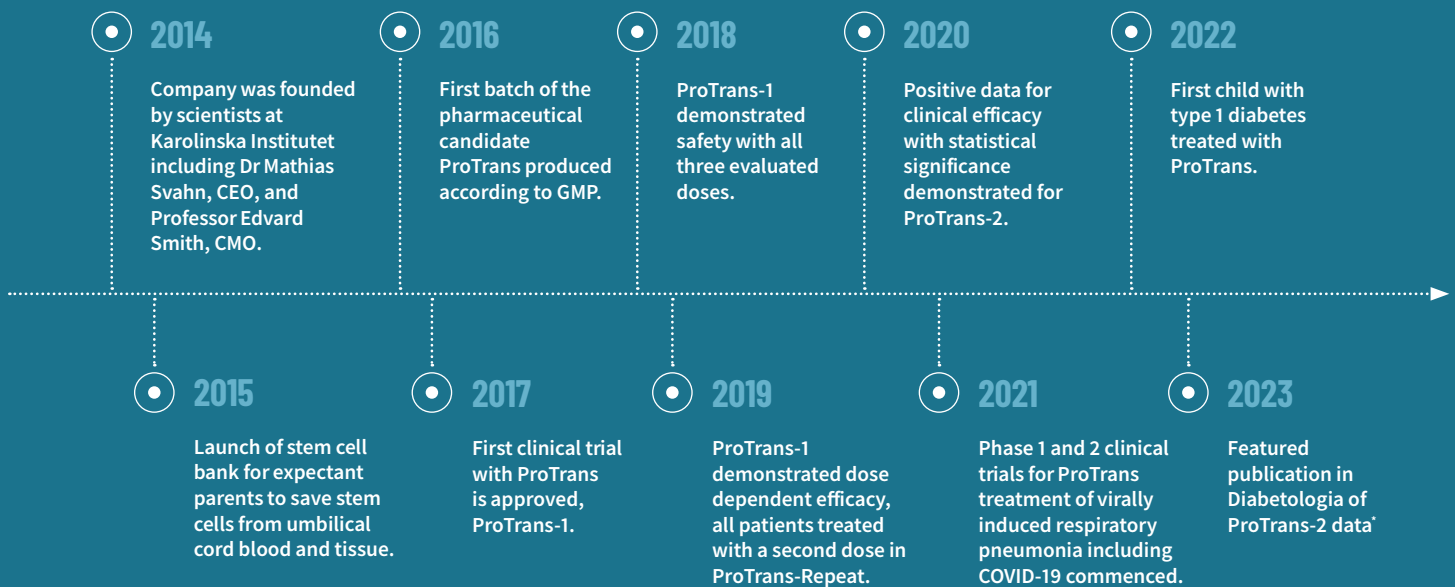 2014
Company was founded
by scientists at
Karolinska Institutet
including Dr Mathias
Svahn, CEO, and
Professor Edvard
Smith, CMO.
2016
First batch of the
pharmaceutical
candidate
ProTrans produced
according to GMP.
2018
ProTrans-1
demonstrated
safety with all
three evaluated
doses.
2020
Positive data for
clinical efficacy
with statistical
significance
demonstrated for
ProTrans-2.
2022
First child with
type 1 diabetes
treated with
ProTrans.
2015
Launch of stem cell
bank for expectant
parents to save stem
cells from umbilical
cord blood and tissue.
2017
First clinical trial
with ProTrans
is approved,
ProTrans-1.
2019
ProTrans-1
demonstrated dose
dependent efficacy,
all patients treated
with a second dose in
ProTrans-Repeat.
2021
Phase 1 and 2 clinical
trials for ProTrans
treatment of virally
induced respiratory
pneumonia including
COVID-19 commenced.
2023
Featured
publication in
Diabetologia of
ProTrans-2 data*